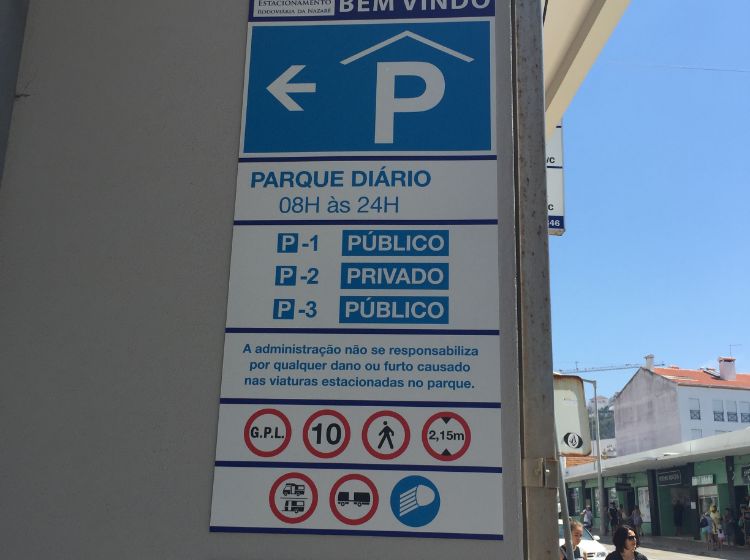 ESTACIONAMENTO
RODOVIÁRIA DA NAZARÉ
BEM VINDO
P
PARQUE DIÁRIO
08H às 24H
P-1 PÚBLICO
P-2 PRIVADO
P-3 PÚBLICO
A administração não se responsabiliza
por qualquer dano ou furto causado
nas viaturas estacionadas no parque.
G.P.L. 10 2,15m